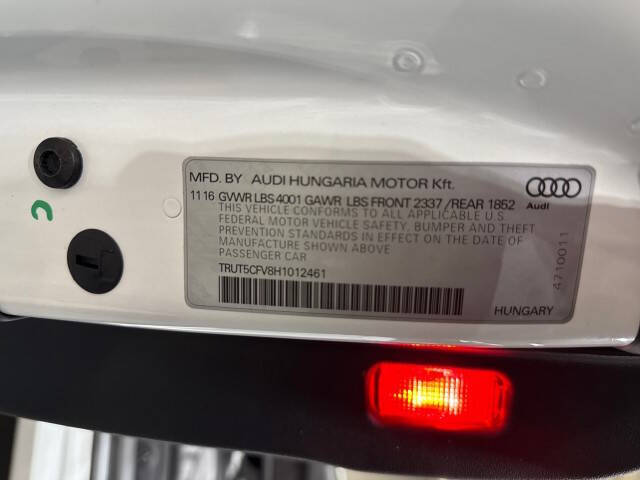 MFD. BY AUDI HUNGARIA MOTOR Kft.
11 16 GVWR LBS 4001 GAWR LBS FRONT 2337 / REAR 1852
THIS VEHICLE CONFORMS TO ALL APPLICABLE U.S.
FEDERAL MOTOR VEHICLE SAFETY, BUMPER AND THEFT
PREVENTION STANDARDS IN EFFECT ON THE DATE OF
MANUFACTURE SHOWN ABOVE
PASSENGER CAR
TRUT5CFV8H1012461
HUNGARY
Audi
4710011
C